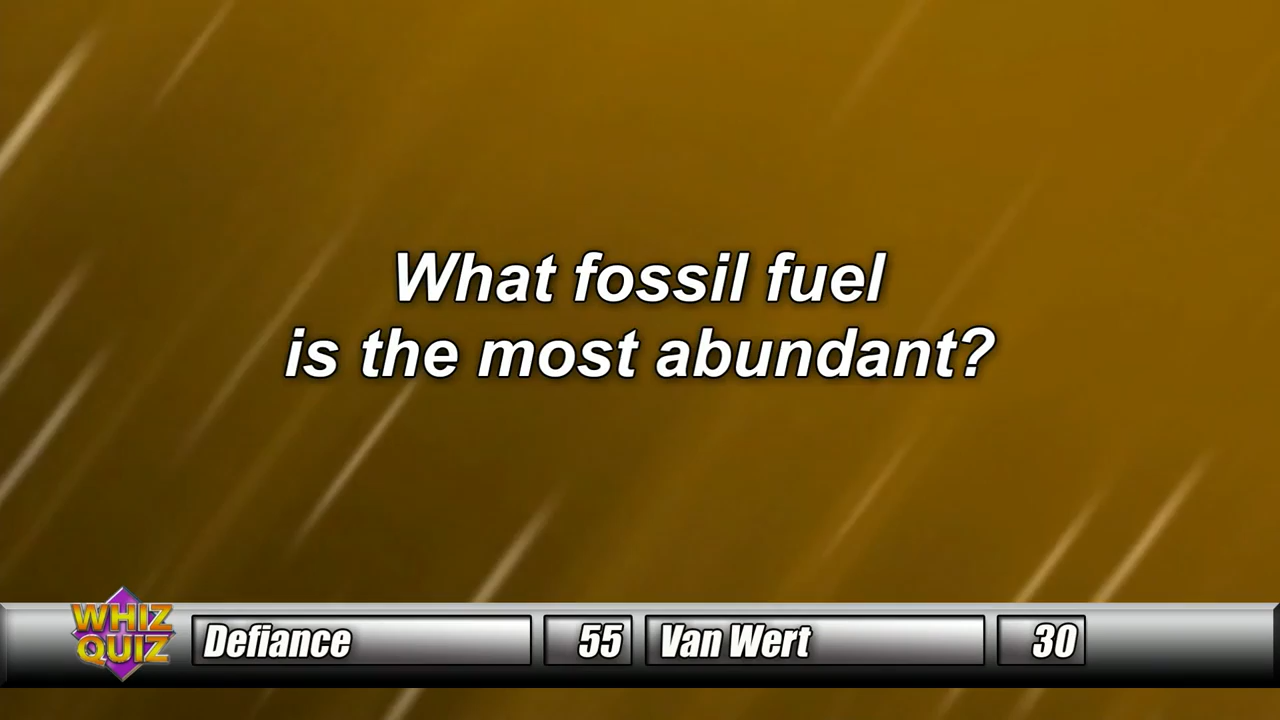 What fossil fuel
is the most abundant?
WHIZ
QUIZ
Defiance 55 Van Wert 30